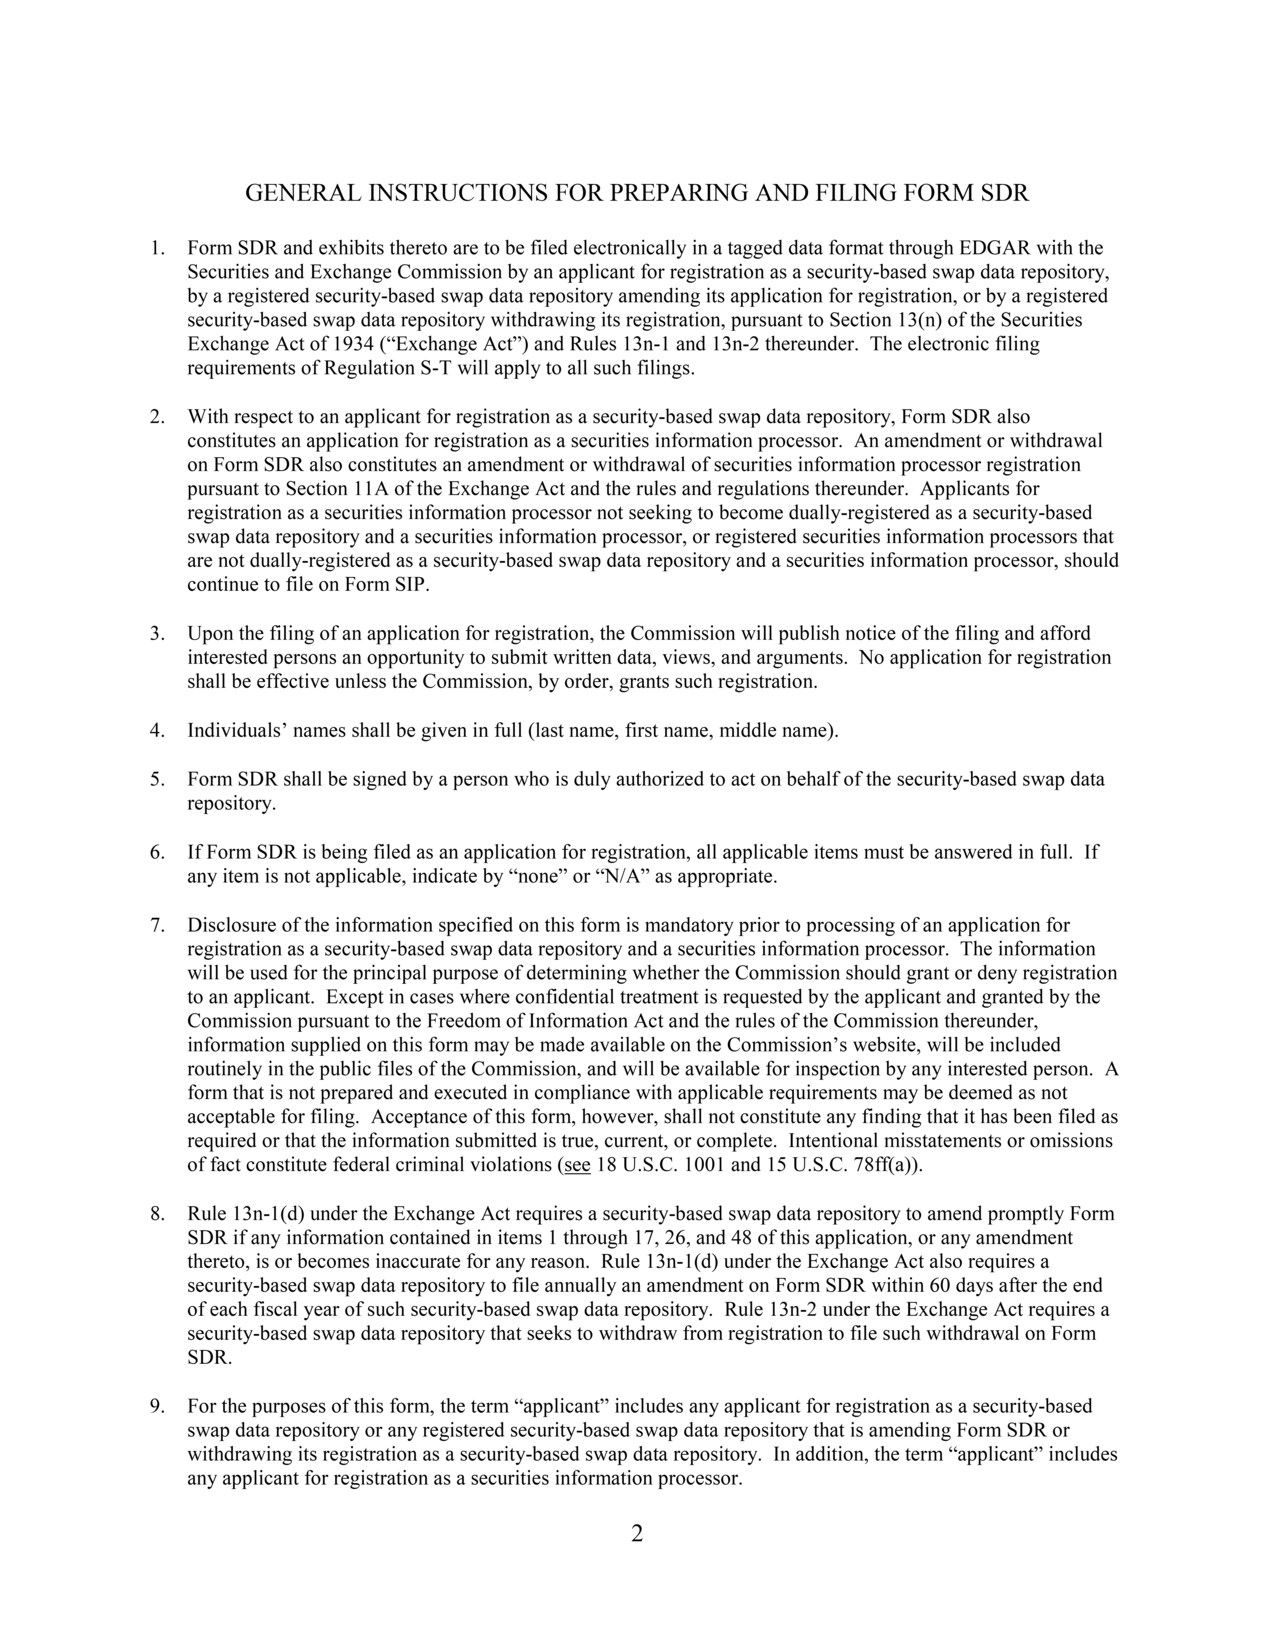 GENERAL INSTRUCTIONS FOR PREPARING AND FILING FORM SDR
1. Form SDR and exhibits thereto are to be filed electronically in a tagged data format through EDGAR with the
Securities and Exchange Commission by an applicant for registration as a security-based swap data repository,
by a registered security-based swap data repository amending its application for registration, or by a registered
security-based swap data repository withdrawing its registration, pursuant to Section 13(n) of the Securities
Exchange Act of 1934 (“Exchange Act”) and Rules 13n-1 and 13n-2 thereunder.  The electronic filing
requirements of Regulation S-T will apply to all such filings.
2. With respect to an applicant for registration as a security-based swap data repository, Form SDR also
constitutes an application for registration as a securities information processor.  An amendment or withdrawal
on Form SDR also constitutes an amendment or withdrawal of securities information processor registration
pursuant to Section 11A of the Exchange Act and the rules and regulations thereunder.  Applicants for
registration as a securities information processor not seeking to become dually-registered as a security-based
swap data repository and a securities information processor, or registered securities information processors that
are not dually-registered as a security-based swap data repository and a securities information processor, should
continue to file on Form SIP.
3. Upon the filing of an application for registration, the Commission will publish notice of the filing and afford
interested persons an opportunity to submit written data, views, and arguments.  No application for registration
shall be effective unless the Commission, by order, grants such registration.
4. Individuals’ names shall be given in full (last name, first name, middle name).
5. Form SDR shall be signed by a person who is duly authorized to act on behalf of the security-based swap data
repository.
6. If Form SDR is being filed as an application for registration, all applicable items must be answered in full.  If
any item is not applicable, indicate by “none” or “N/A” as appropriate.
7. Disclosure of the information specified on this form is mandatory prior to processing of an application for
registration as a security-based swap data repository and a securities information processor.  The information
will be used for the principal purpose of determining whether the Commission should grant or deny registration
to an applicant.  Except in cases where confidential treatment is requested by the applicant and granted by the
Commission pursuant to the Freedom of Information Act and the rules of the Commission thereunder,
information supplied on this form may be made available on the Commission’s website, will be included
routinely in the public files of the Commission, and will be available for inspection by any interested person.  A
form that is not prepared and executed in compliance with applicable requirements may be deemed as not
acceptable for filing.  Acceptance of this form, however, shall not constitute any finding that it has been filed as
required or that the information submitted is true, current, or complete.  Intentional misstatements or omissions
of fact constitute federal criminal violations (see 18 U.S.C. 1001 and 15 U.S.C. 78ff(a)).
8. Rule 13n-1(d) under the Exchange Act requires a security-based swap data repository to amend promptly Form
SDR if any information contained in items 1 through 17, 26, and 48 of this application, or any amendment
thereto, is or becomes inaccurate for any reason.  Rule 13n-1(d) under the Exchange Act also requires a
security-based swap data repository to file annually an amendment on Form SDR within 60 days after the end
of each fiscal year of such security-based swap data repository.  Rule 13n-2 under the Exchange Act requires a
security-based swap data repository that seeks to withdraw from registration to file such withdrawal on Form
SDR.
9. For the purposes of this form, the term “applicant” includes any applicant for registration as a security-based
swap data repository or any registered security-based swap data repository that is amending Form SDR or
withdrawing its registration as a security-based swap data repository.  In addition, the term “applicant” includes
any applicant for registration as a securities information processor.
2